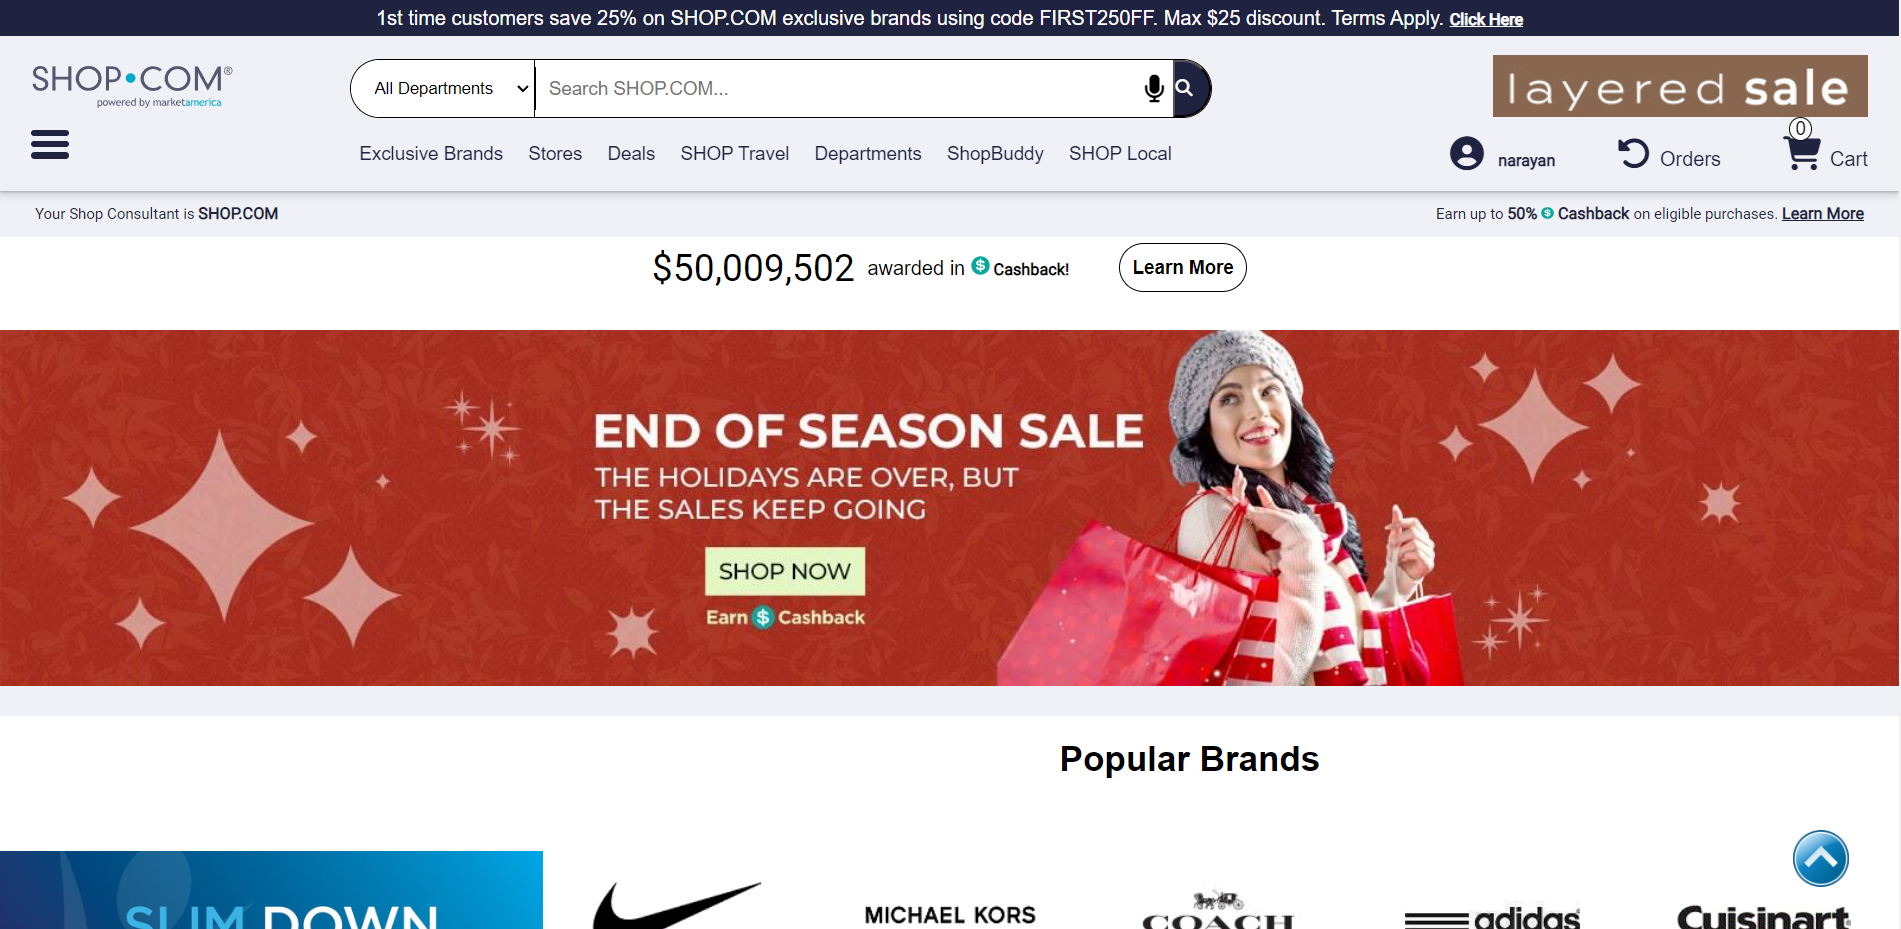 1st time customers save 25% on SHOP.COM exclusive brands using code FIRST250FF. Max $25 discount. Terms Apply. Click Here
SHOP•COM®
powered by marketamerica
All Departments
Search SHOP.COM...
layered sale
Exclusive Brands Stores Deals SHOP Travel Departments ShopBuddy SHOP Local
narayan
Orders
0
Cart
Your Shop Consultant is SHOP.COM
Earn up to 50% $ Cashback on eligible purchases. Learn More
$50,009,502 awarded in $ Cashback!
Learn More
END OF SEASON SALE
THE HOLIDAYS ARE OVER, BUT
THE SALES KEEP GOING
SHOP NOW
Earn $ Cashback
Popular Brands
SLIM DOWN
MICHAEL KORS
COACH
adidas
Cuisinart